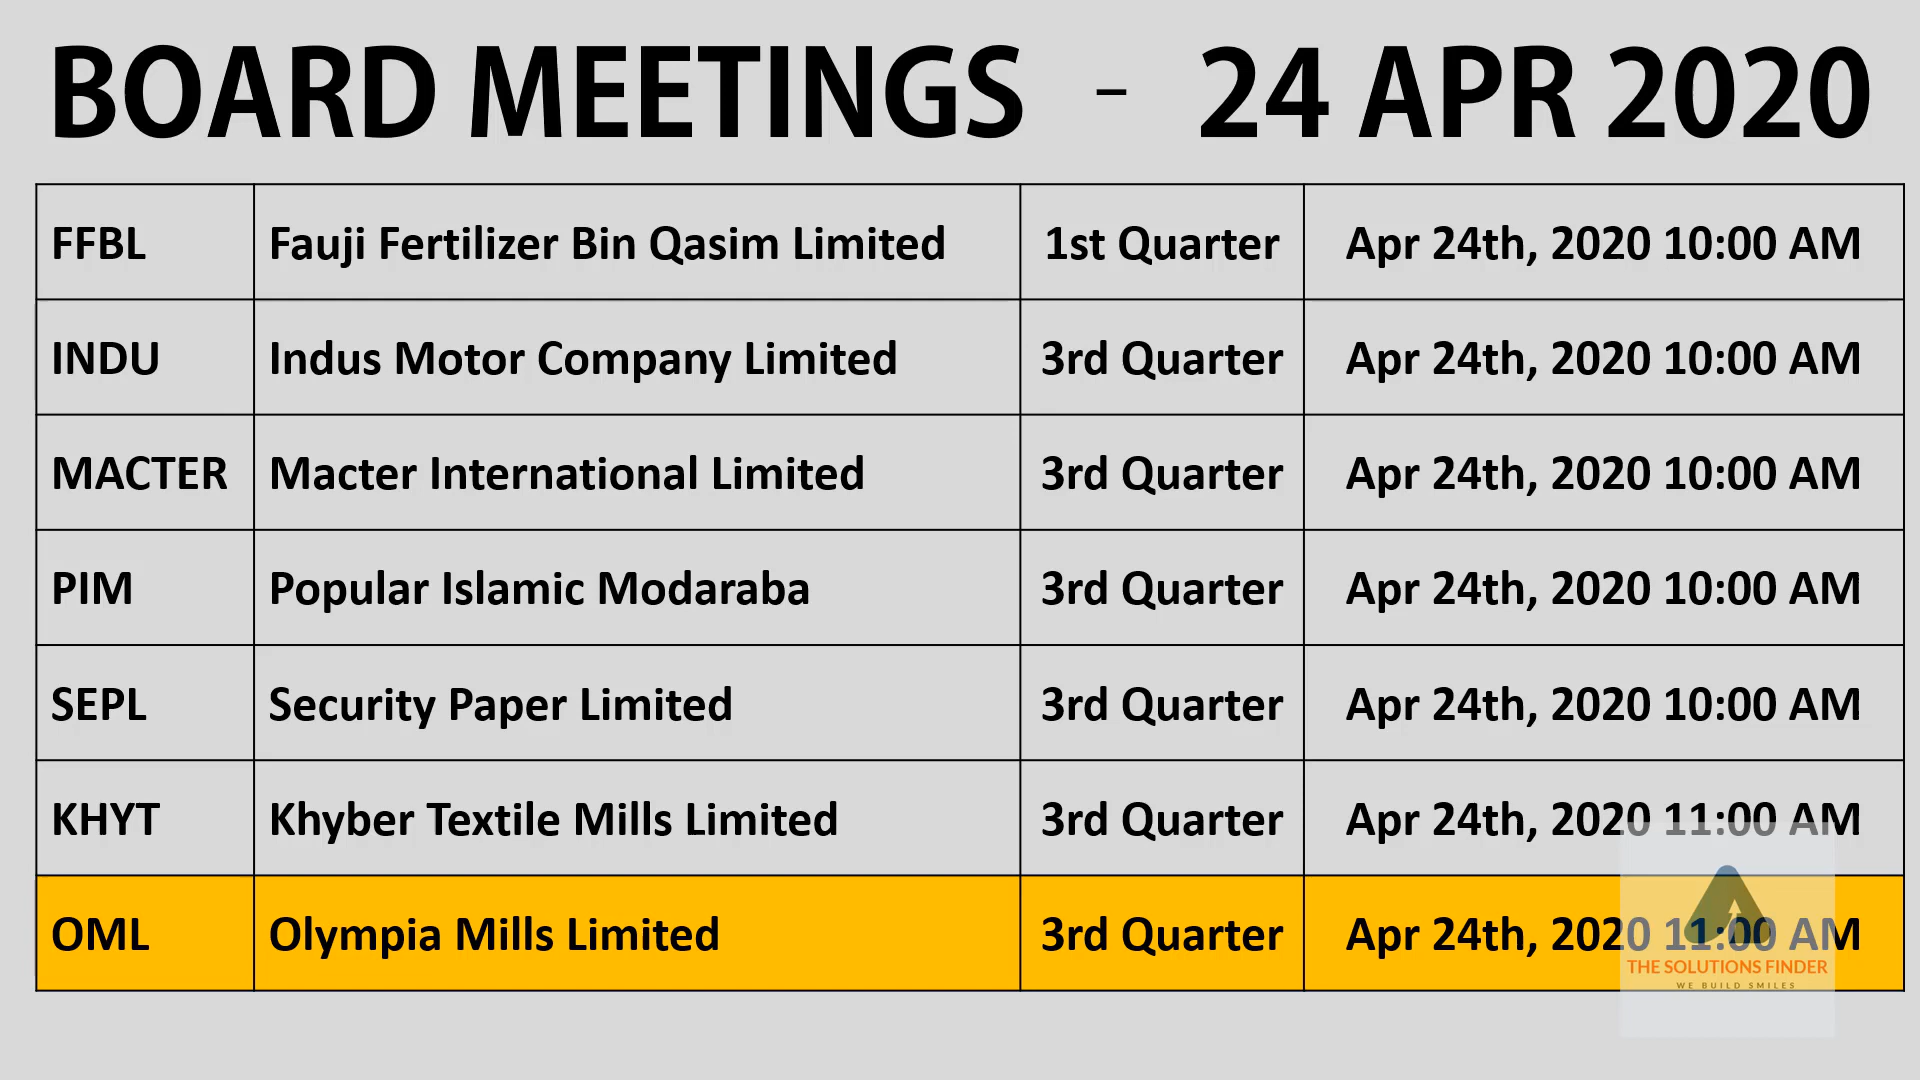 BOARD MEETINGS - 24 APR 2020
FFBL Fauji Fertilizer Bin Qasim Limited 1st Quarter Apr 24th, 2020 10:00 AM
INDU Indus Motor Company Limited 3rd Quarter Apr 24th, 2020 10:00 AM
MACTER Macter International Limited 3rd Quarter Apr 24th, 2020 10:00 AM
PIM Popular Islamic Modaraba 3rd Quarter Apr 24th, 2020 10:00 AM
SEPL Security Paper Limited 3rd Quarter Apr 24th, 2020 10:00 AM
KHYT Khyber Textile Mills Limited 3rd Quarter Apr 24th, 2020 11:00 AM
OML Olympia Mills Limited 3rd Quarter Apr 24th, 2020 11:00 AM
THE SOLUTIONS FINDER
WE BUILD SMILES